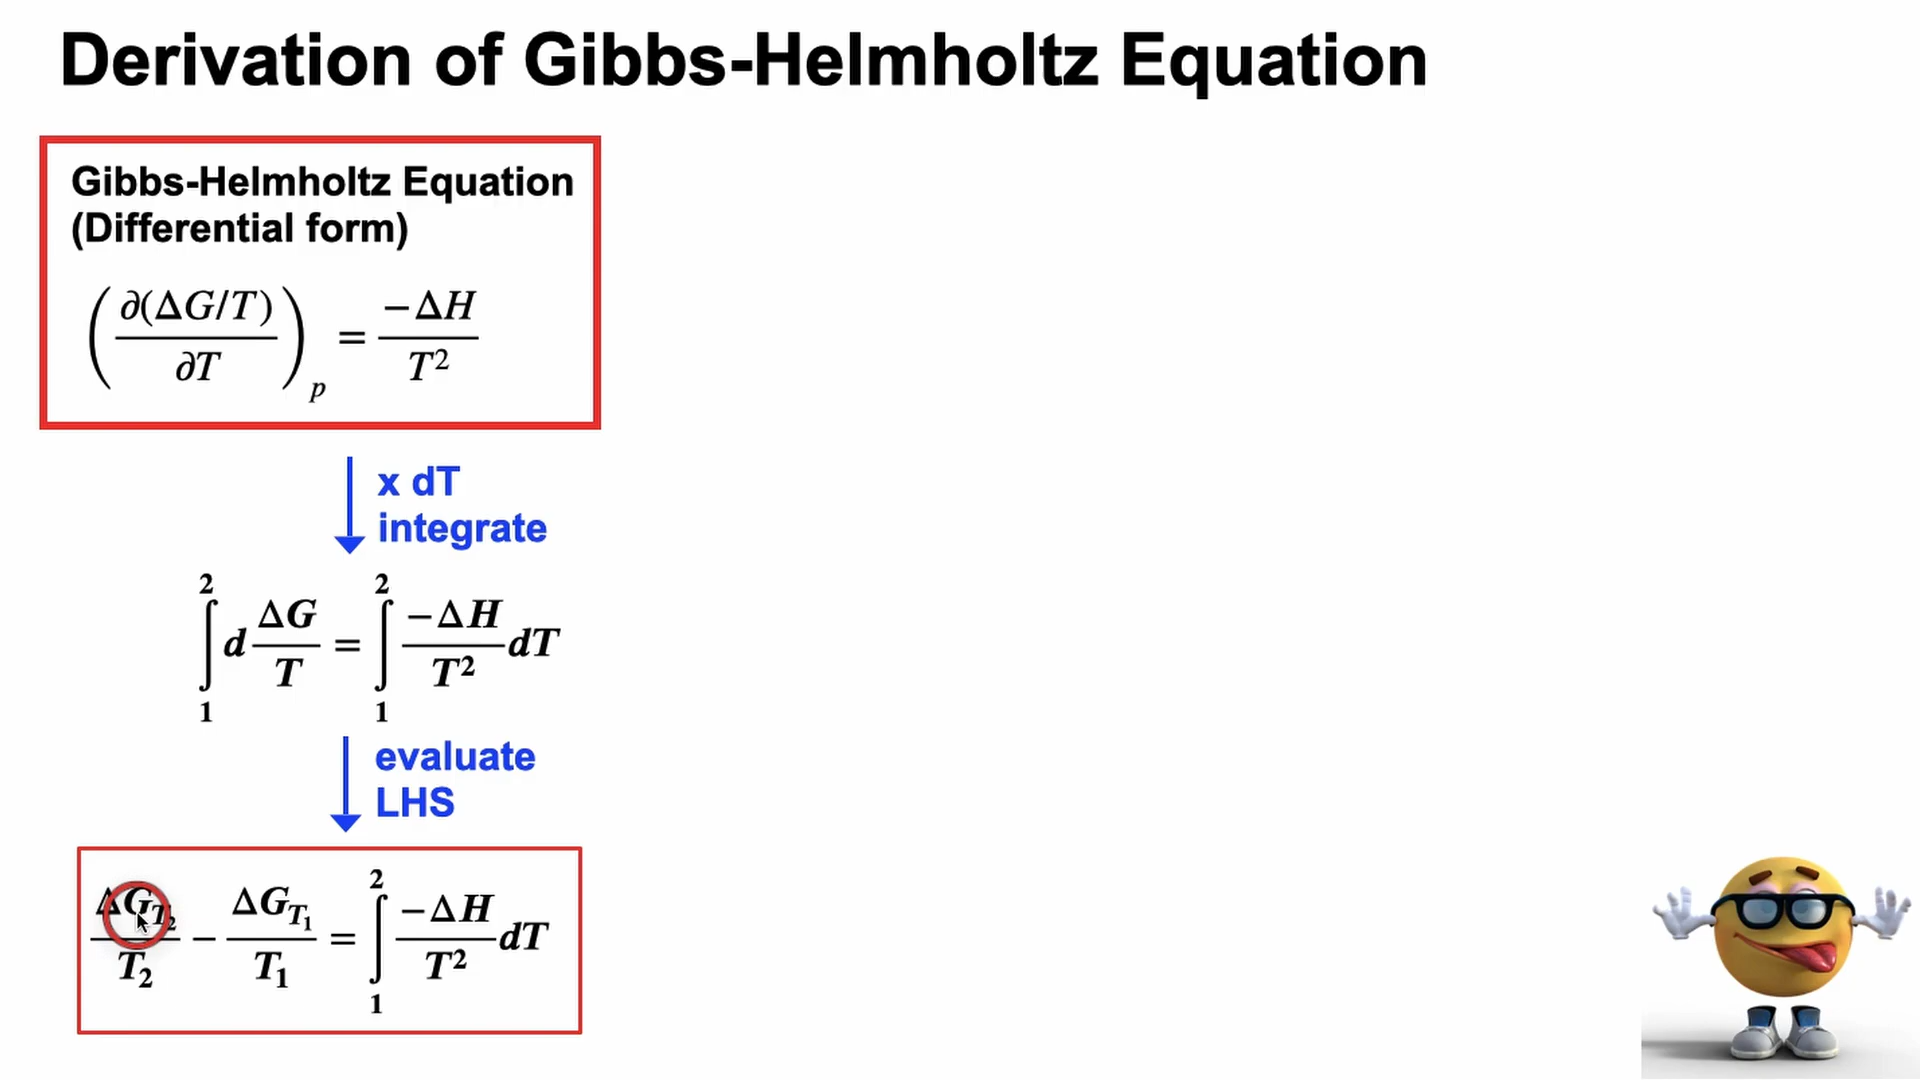 Derivation of Gibbs-Helmholtz Equation
Gibbs-Helmholtz Equation
(Differential form)
(∂(ΔG/T)/∂T)ₚ = −ΔH/T²
x dT
integrate
∫₁² d ΔG/T = ∫₁² −ΔH/T² dT
evaluate
LHS
ΔG_T₂/T₂ − ΔG_T₁/T₁ = ∫₁² −ΔH/T² dT